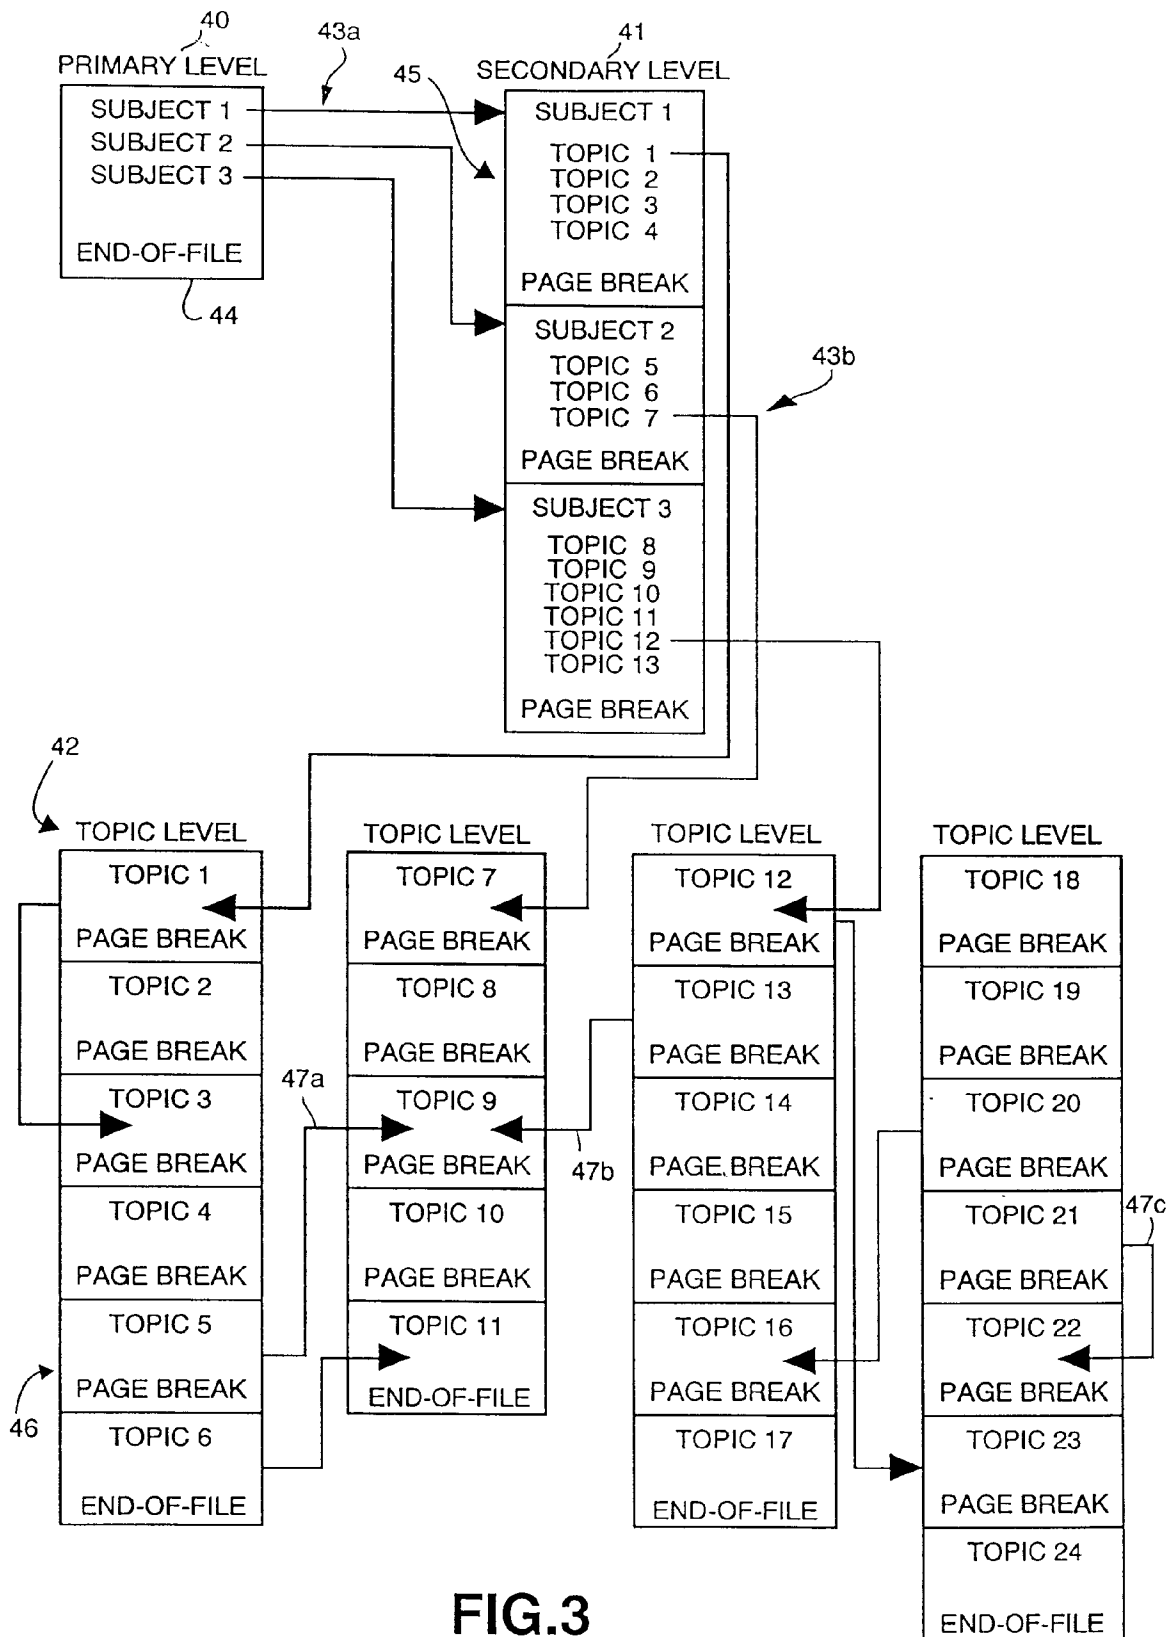 40
PRIMARY LEVEL
SUBJECT 1
SUBJECT 2
SUBJECT 3
END-OF-FILE
44
43a
41
SECONDARY LEVEL
45
SUBJECT 1
TOPIC 1
TOPIC 2
TOPIC 3
TOPIC 4
PAGE BREAK
SUBJECT 2
TOPIC 5
TOPIC 6
TOPIC 7
PAGE BREAK
43b
SUBJECT 3
TOPIC 8
TOPIC 9
TOPIC 10
TOPIC 11
TOPIC 12
TOPIC 13
PAGE BREAK
42
TOPIC LEVEL
TOPIC 1
PAGE BREAK
TOPIC 2
PAGE BREAK
TOPIC 3
PAGE BREAK
TOPIC 4
PAGE BREAK
TOPIC 5
PAGE BREAK
46
TOPIC 6
END-OF-FILE
47a
TOPIC LEVEL
TOPIC 7
PAGE BREAK
TOPIC 8
PAGE BREAK
TOPIC 9
PAGE BREAK
TOPIC 10
PAGE BREAK
TOPIC 11
END-OF-FILE
47b
TOPIC LEVEL
TOPIC 12
PAGE BREAK
TOPIC 13
PAGE BREAK
TOPIC 14
PAGE BREAK
TOPIC 15
PAGE BREAK
TOPIC 16
PAGE BREAK
TOPIC 17
END-OF-FILE
TOPIC LEVEL
TOPIC 18
PAGE BREAK
TOPIC 19
PAGE BREAK
TOPIC 20
PAGE BREAK
TOPIC 21
PAGE BREAK
47c
TOPIC 22
PAGE BREAK
TOPIC 23
PAGE BREAK
TOPIC 24
END-OF-FILE
FIG.3